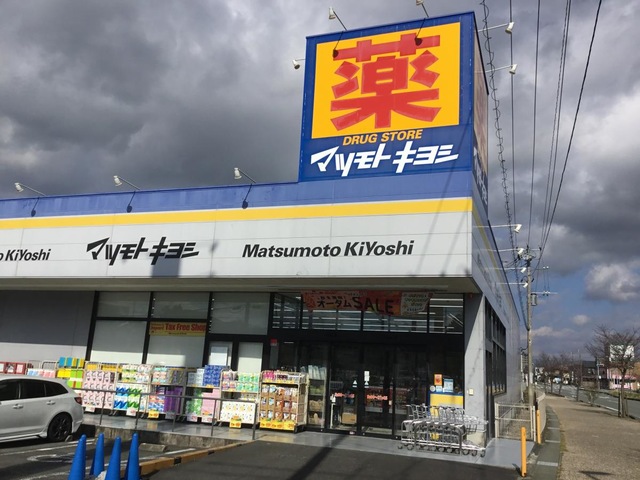 薬
DRUG STORE
マツモトキヨシ
o KiYoshi
マツモトキヨシ
Matsumoto KiYoshi
SALE
Tax Free Shop